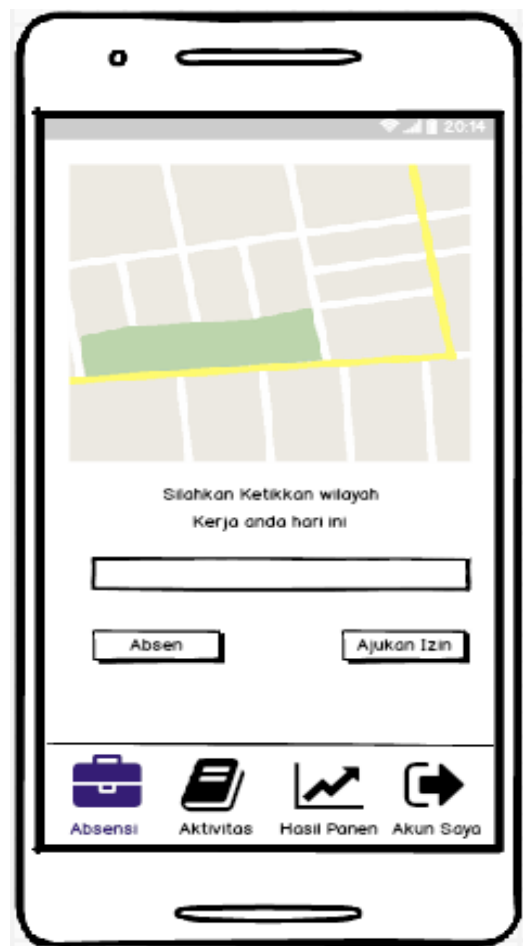 20:14
Silahkan Ketikkan wilayah
Kerja anda hari ini
Absen
Ajukan Izin
Absensi
Aktivitas
Hasil Panen
Akun Saya